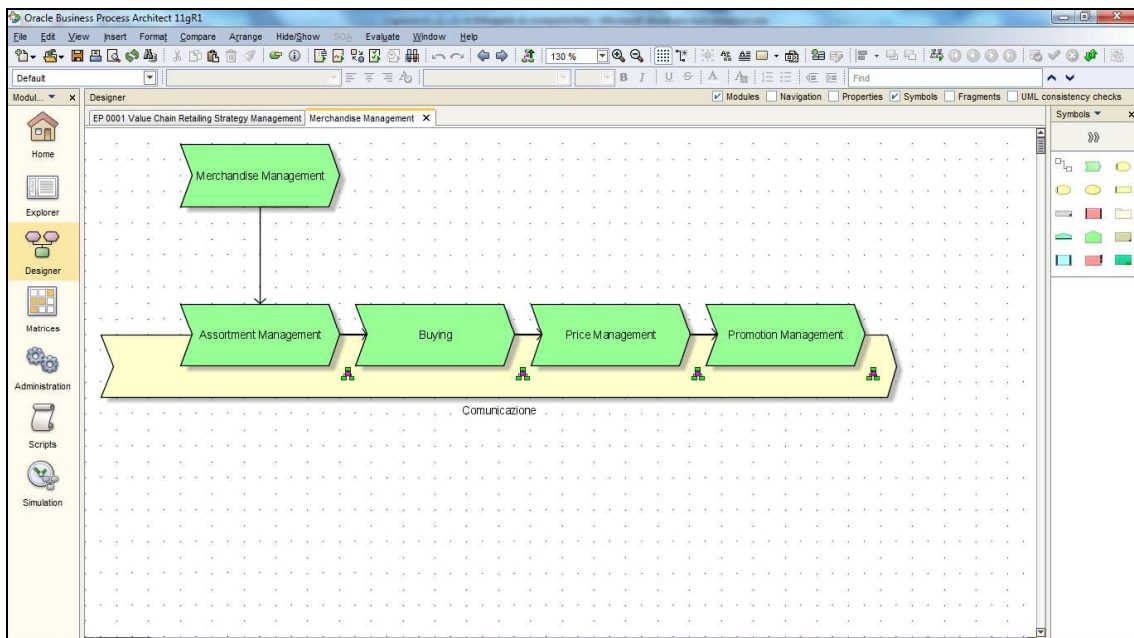 Oracle Business Process Architect 11gR1
File Edit View Insert Format Compare Arrange Hide/Show SOA Evaluate Window Help
130 %
Default
B I U S A
Find
Modul...
Designer
Modules Navigation Properties Symbols Fragments UML consistency checks
EP 0001 Value Chain Retailing Strategy Management Merchandise Management
Symbols
Home
Explorer
Designer
Matrices
Administration
Scripts
Simulation
Merchandise Management
Assortment Management Buying Price Management Promotion Management
Comunicazione